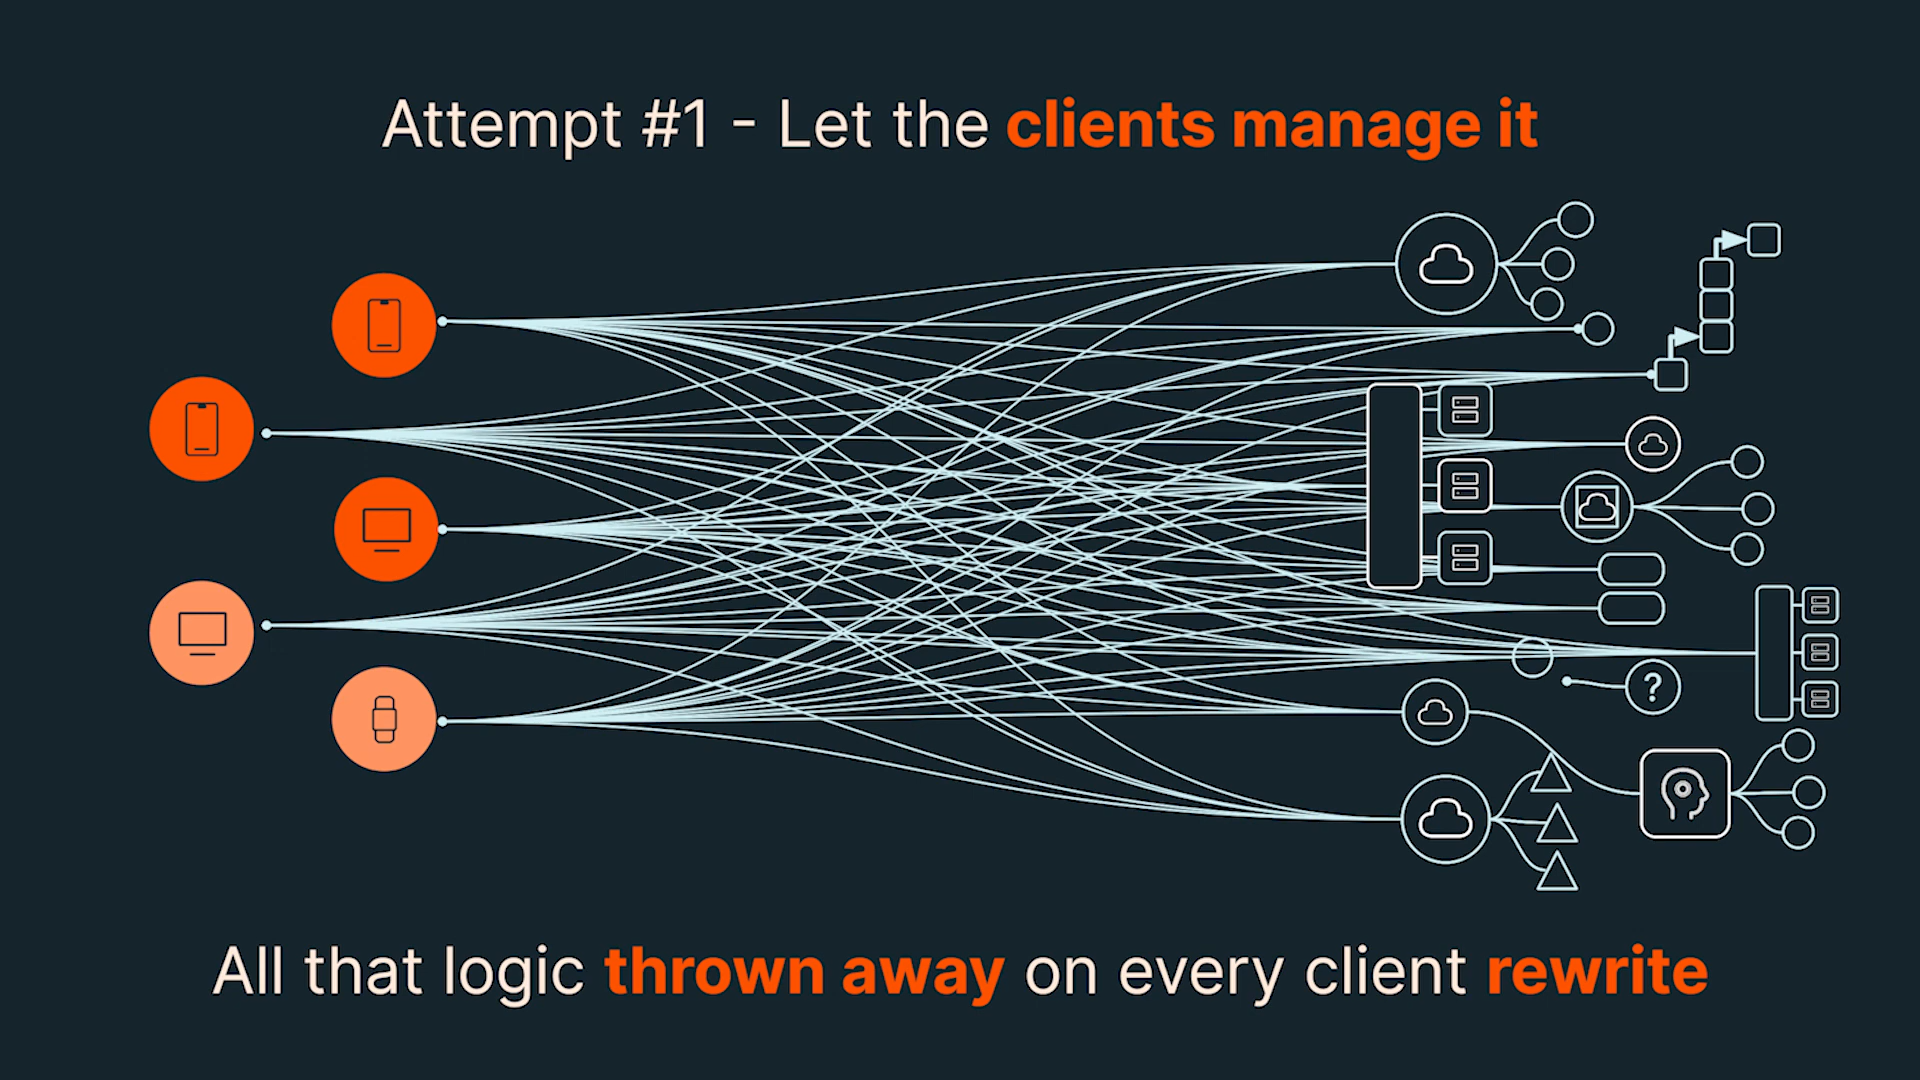 Attempt #1 - Let the clients manage it
?
All that logic thrown away on every client rewrite